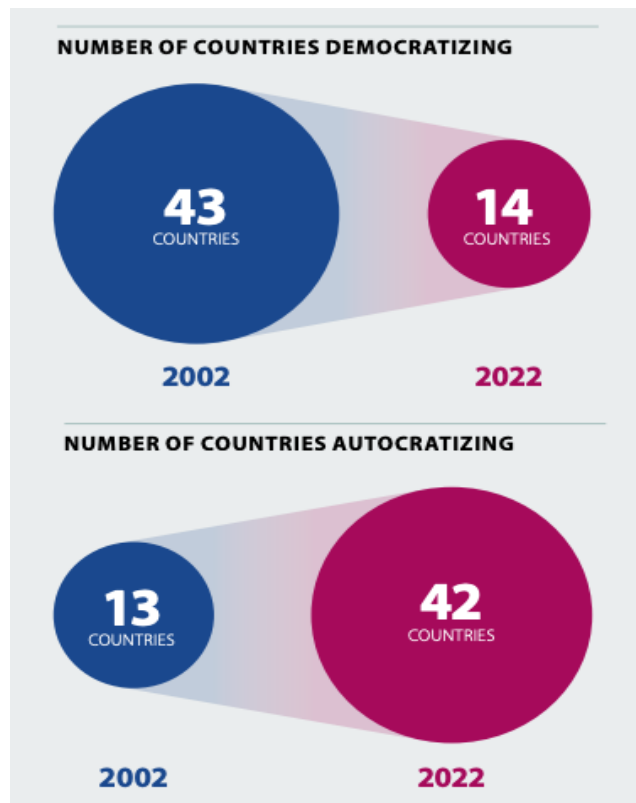 NUMBER OF COUNTRIES DEMOCRATIZING
43
COUNTRIES
14
COUNTRIES
2002
2022
NUMBER OF COUNTRIES AUTOCRATIZING
13
COUNTRIES
42
COUNTRIES
2002
2022